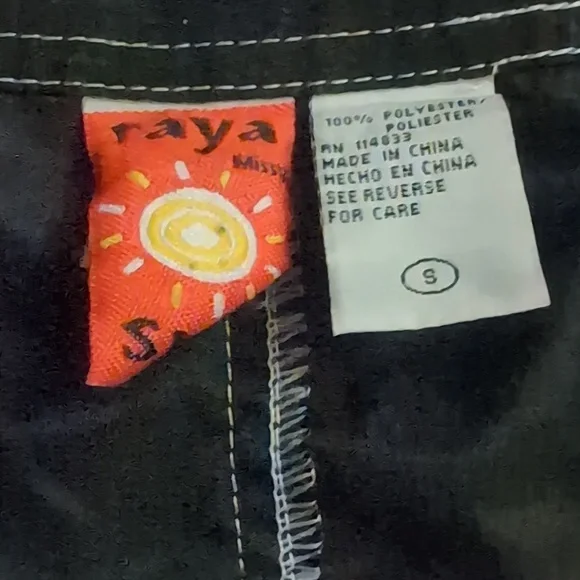 raya
100% POLYESTER/
POLIESTER
RN 114833
MADE IN CHINA
HECHO EN CHINA
SEE REVERSE
FOR CARE
S